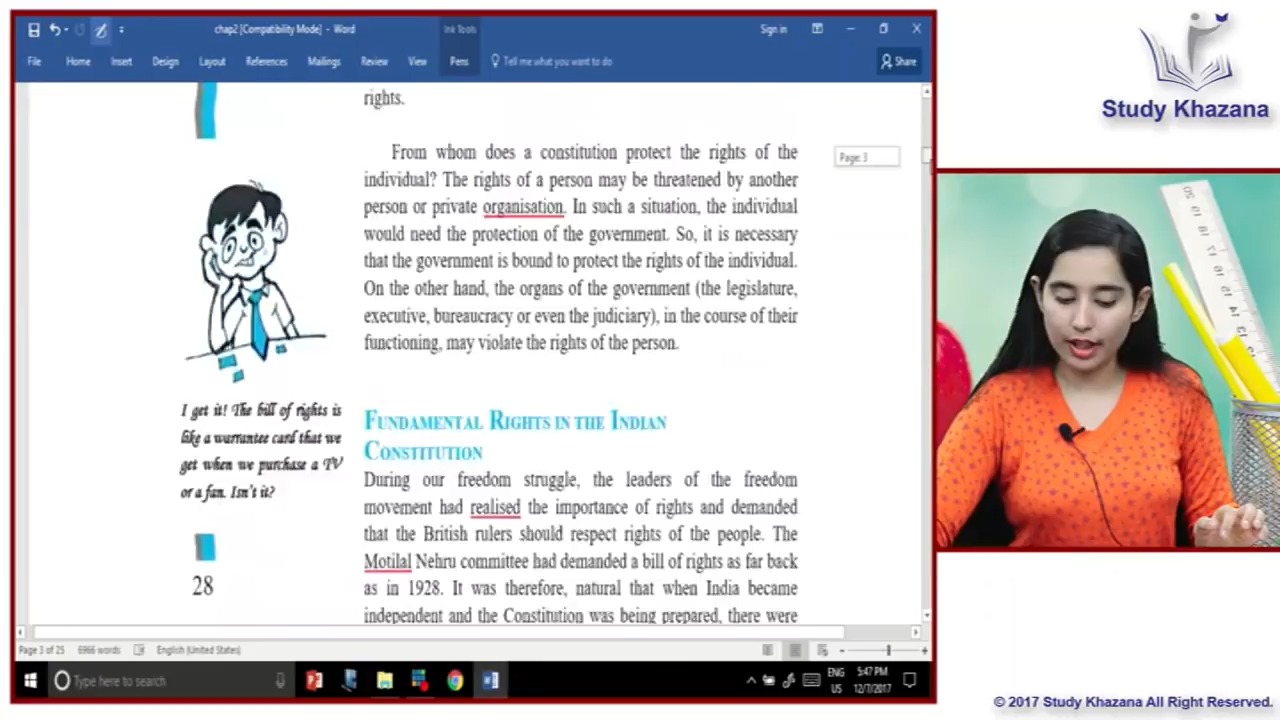 chap2 [Compatibility Mode] - Word
Ink Tools
Sign in
File Home Insert Design Layout References Mailings Review View Pens Tell me what you want to do Share
rights.
From whom does a constitution protect the rights of the
individual? The rights of a person may be threatened by another
person or private organisation. In such a situation, the individual
would need the protection of the government. So, it is necessary
that the government is bound to protect the rights of the individual.
On the other hand, the organs of the government (the legislature,
executive, bureaucracy or even the judiciary), in the course of their
functioning, may violate the rights of the person.
Page: 3
I get it! The bill of rights is
like a warrantee card that we
get when we purchase a TV
or a fan. Isn't it?
28
FUNDAMENTAL RIGHTS IN THE INDIAN
CONSTITUTION
During our freedom struggle, the leaders of the freedom
movement had realised the importance of rights and demanded
that the British rulers should respect rights of the people. The
Motilal Nehru committee had demanded a bill of rights as far back
as in 1928. It was therefore, natural that when India became
independent and the Constitution was being prepared, there were
Page 3 of 25 6966 words English (United States)
Type here to search
ENG
US
5:47 PM
12/7/2017
Study Khazana
© 2017 Study Khazana All Right Reserved.